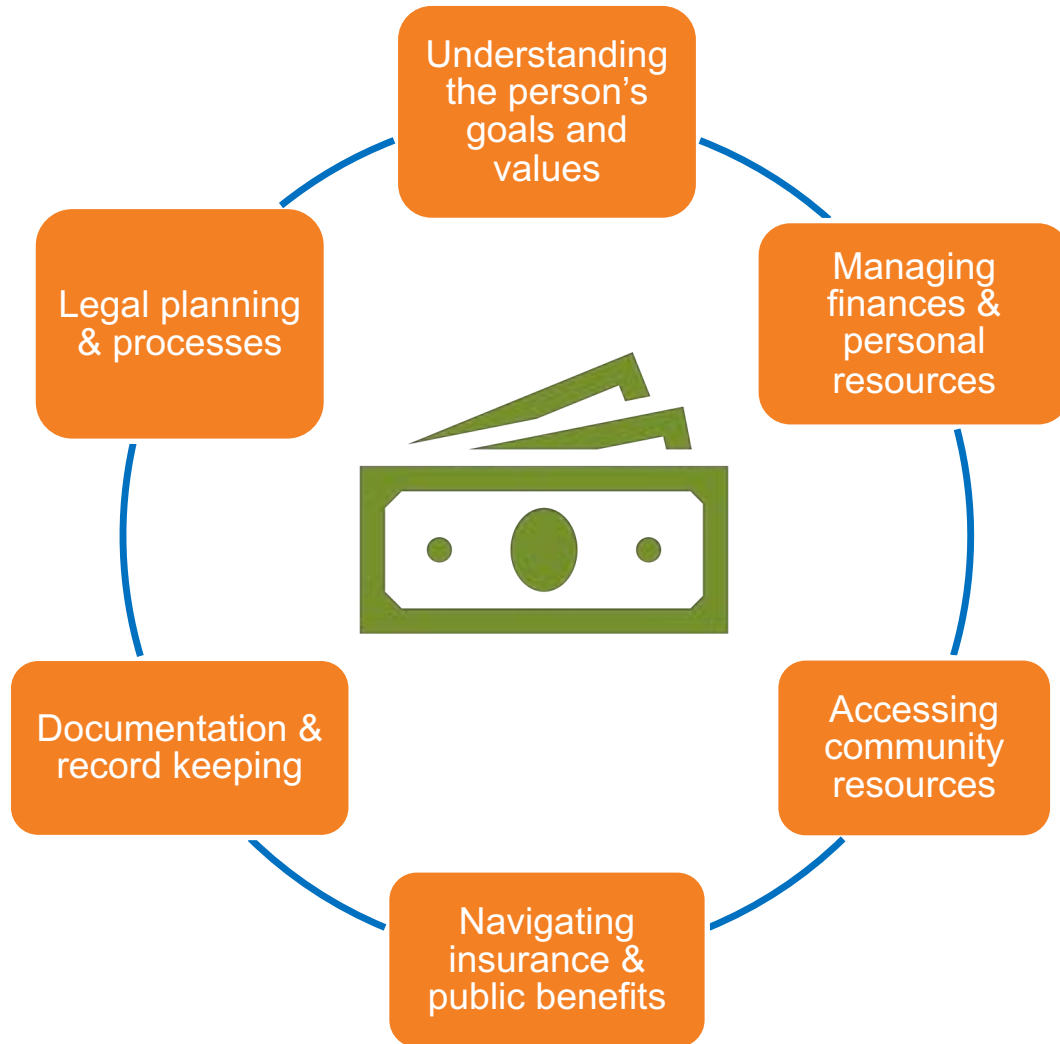 Understanding
the person’s
goals and
values
Managing
finances &
personal
resources
Accessing
community
resources
Navigating
insurance &
public benefits
Documentation &
record keeping
Legal planning
& processes